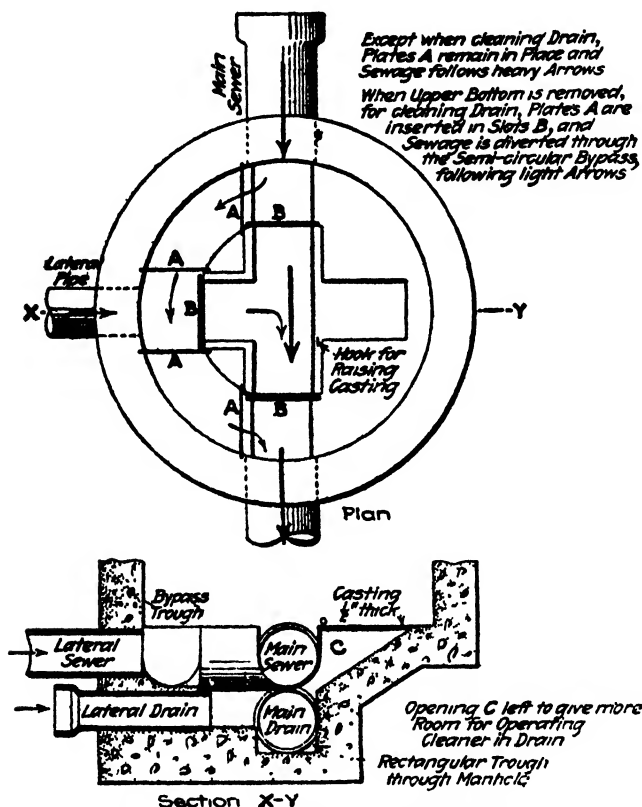 Except when cleaning Drain,
Plates A remain in Place and
Sewage follows heavy Arrows
When Upper Bottom is removed,
for cleaning Drain, Plates A are
inserted in Slots B, and
Sewage is diverted through
the Semi-circular Bypass,
following light Arrows
Main
Sewer
A
B
A
Lateral
Pipe
X
B
Y
A
Hook for
Raising
Casting
A
B
Plan
Bypass
Trough
Casting
1/2" thick
Lateral
Sewer
Main
Sewer
C
Lateral Drain
Main
Drain
Opening C left to give more
Room for Operating
Cleaner in Drain
Rectangular Trough
through Manhole
Section X-Y